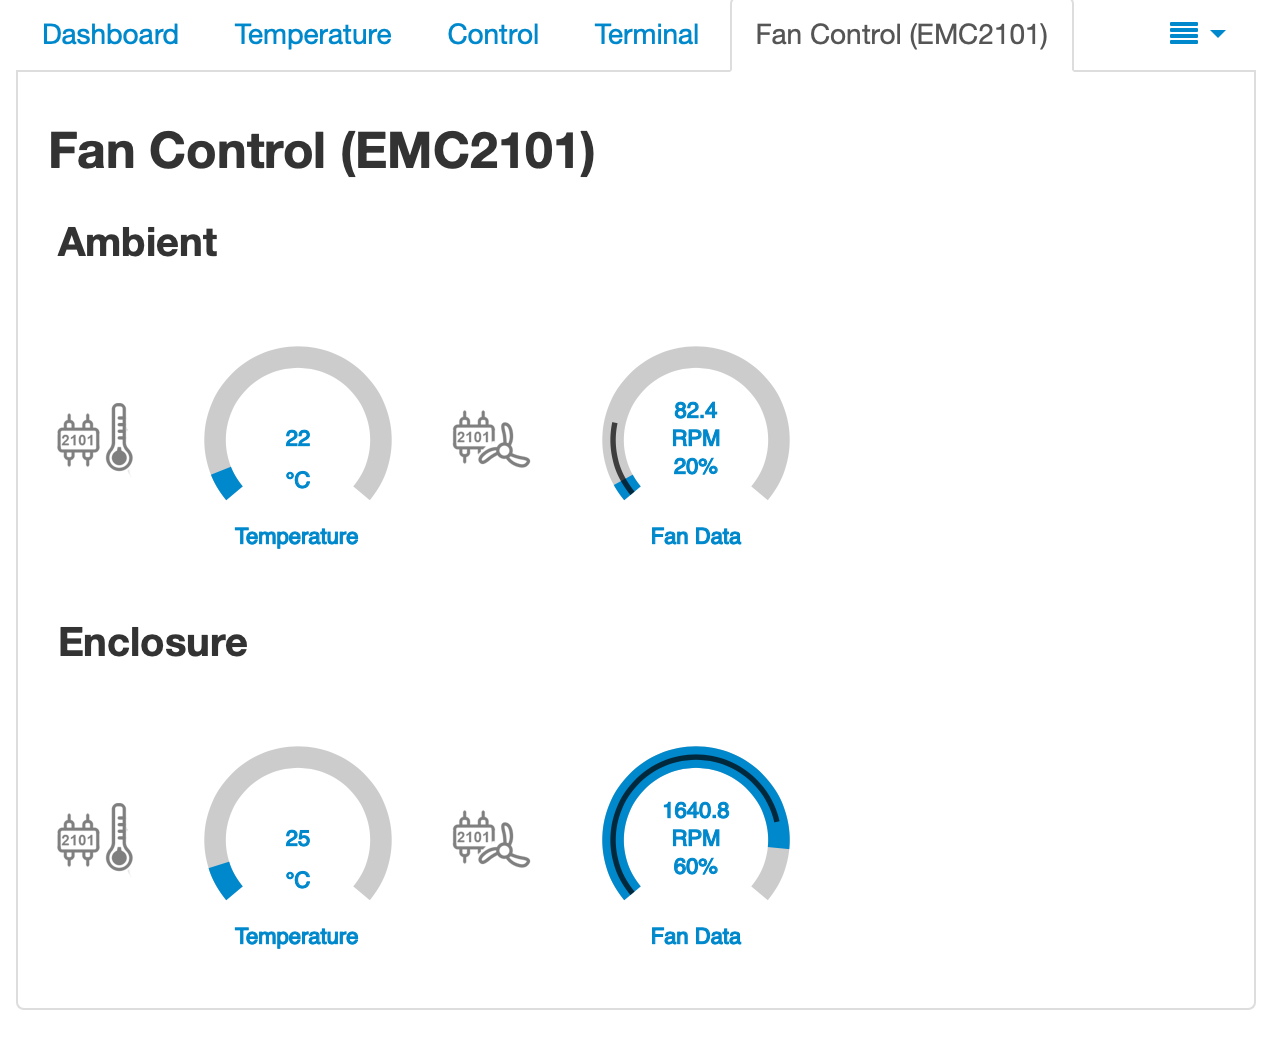 Dashboard Temperature Control Terminal Fan Control (EMC2101)
Fan Control (EMC2101)
Ambient
2101
22
°C
Temperature
2101
82.4
RPM
20%
Fan Data
Enclosure
2101
25
°C
Temperature
2101
1640.8
RPM
60%
Fan Data